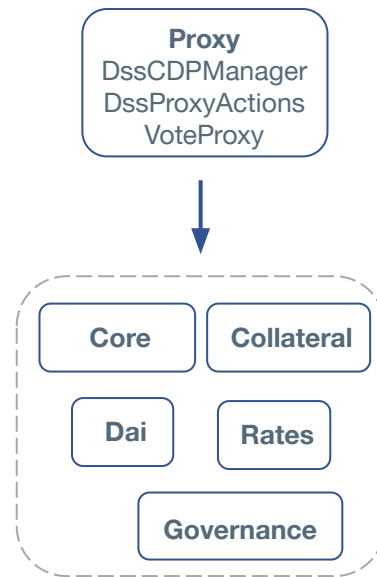 Proxy
DssCDPManager
DssProxyActions
VoteProxy
Core
Collateral
Dai
Rates
Governance